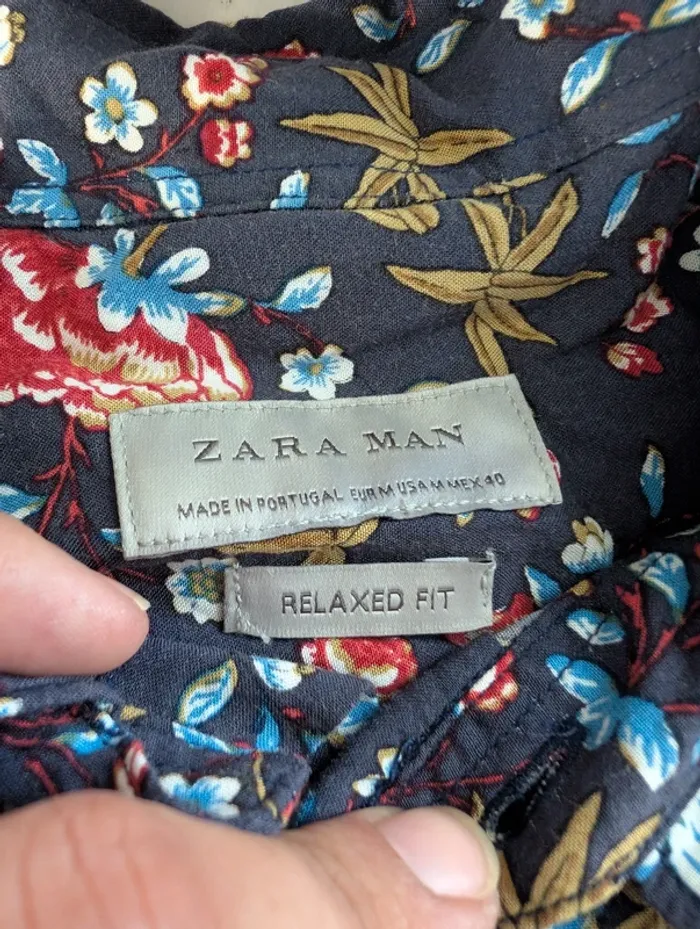 ZARA MAN
MADE IN PORTUGAL EUR M USA M MEX 40
RELAXED FIT